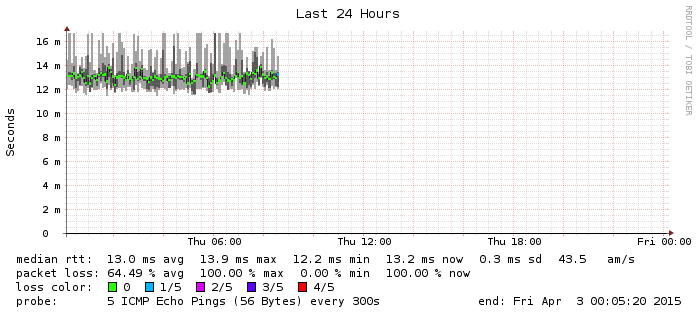 Last 24 Hours
RRDTOOL / TOBI OETIKER
Seconds
16 m
14 m
12 m
10 m
8 m
6 m
4 m
2 m
0
Thu 06:00 Thu 12:00 Thu 18:00 Fri 00:00
median rtt: 13.0 ms avg 13.9 ms max 12.2 ms min 13.2 ms now 0.3 ms sd 43.5 am/s
packet loss: 64.49 % avg 100.00 % max 0.00 % min 100.00 % now
loss color: 0 1/5 2/5 3/5 4/5
probe: 5 ICMP Echo Pings (56 Bytes) every 300s end: Fri Apr 3 00:05:20 2015